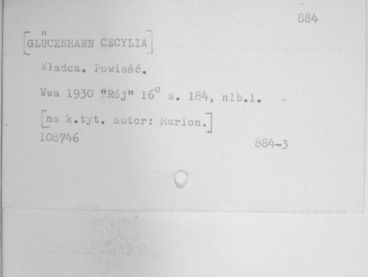 884
[GLÜCKSMANN CECYLIA]
Władca. Powieść.
Wwa 1930 "Rój" 16° s. 184, nlb.1.
[na k.tyt. autor: Marion.]
108746
884-3